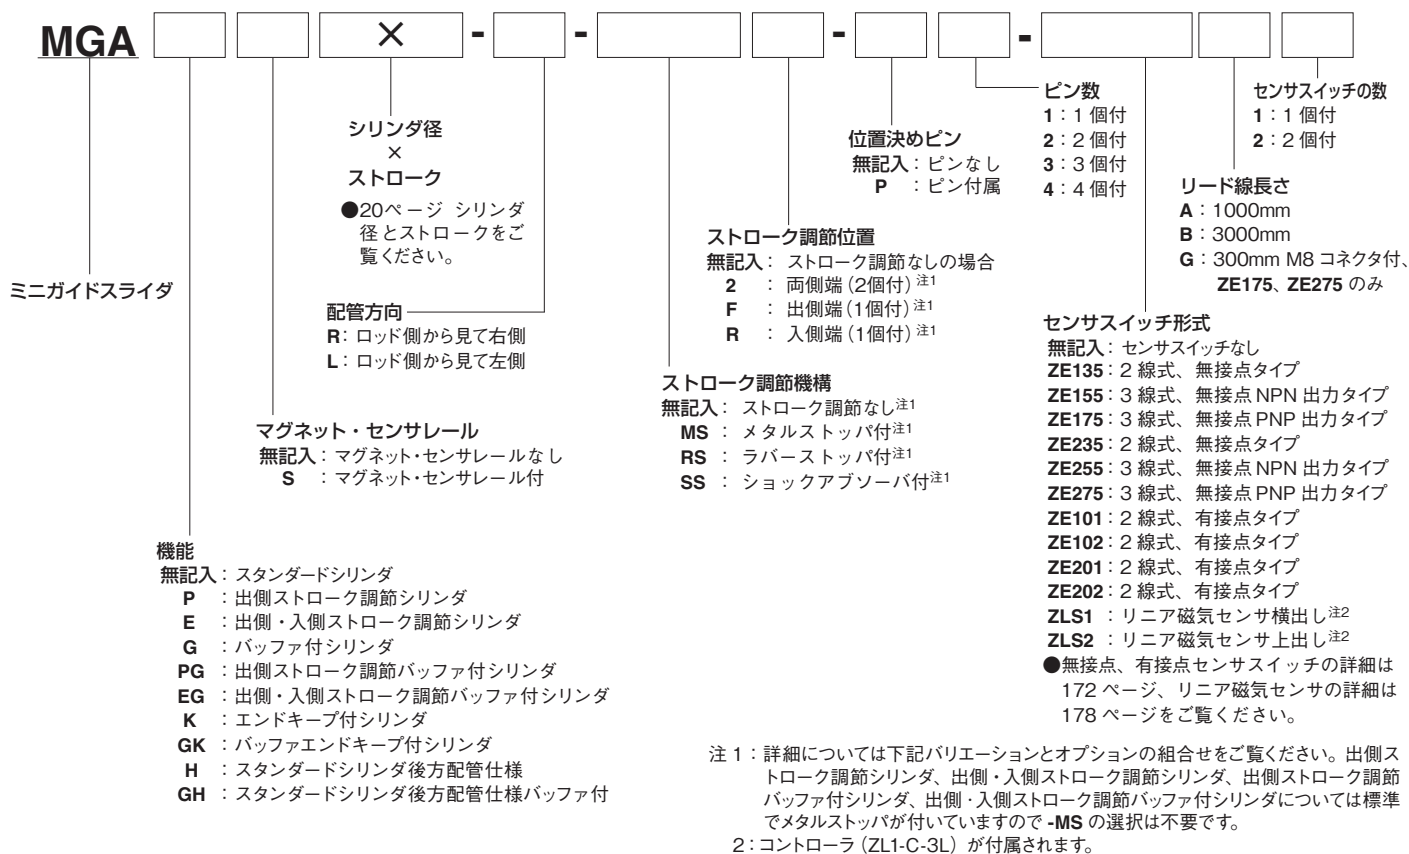 MGA × - - - -
ミニガイドスライダ
機能
無記入：スタンダードシリンダ
P ：出側ストローク調節シリンダ
E ：出側・入側ストローク調節シリンダ
G ：バッファ付シリンダ
PG ：出側ストローク調節バッファ付シリンダ
EG ：出側・入側ストローク調節バッファ付シリンダ
K ：エンドキープ付シリンダ
GK ：バッファエンドキープ付シリンダ
H ：スタンダードシリンダ後方配管仕様
GH ：スタンダードシリンダ後方配管仕様バッファ付
マグネット・センサレール
無記入：マグネット・センサレールなし
S ：マグネット・センサレール付
シリンダ径
×
ストローク
●20ページ シリンダ
径とストロークをご
覧ください。
配管方向
R：ロッド側から見て右側
L：ロッド側から見て左側
ストローク調節機構
無記入： ストローク調節なし注1
MS ： メタルストッパ付注1
RS ： ラバーストッパ付注1
SS ： ショックアブソーバ付注1
ストローク調節位置
無記入： ストローク調節なしの場合
2 ： 両側端（2個付）注1
F ： 出側端（1個付）注1
R ： 入側端（1個付）注1
位置決めピン
無記入：ピンなし
P ：ピン付属
ピン数
1：1 個付
2：2 個付
3：3 個付
4：4 個付
センサスイッチ形式
無記入：センサスイッチなし
ZE135：2 線式、無接点タイプ
ZE155：3 線式、無接点 NPN 出力タイプ
ZE175：3 線式、無接点 PNP 出力タイプ
ZE235：2 線式、無接点タイプ
ZE255：3 線式、無接点 NPN 出力タイプ
ZE275：3 線式、無接点 PNP 出力タイプ
ZE101：2 線式、有接点タイプ
ZE102：2 線式、有接点タイプ
ZE201：2 線式、有接点タイプ
ZE202：2 線式、有接点タイプ
ZLS1 ：リニア磁気センサ横出し注2
ZLS2 ：リニア磁気センサ上出し注2
●無接点、有接点センサスイッチの詳細は
172 ページ、リニア磁気センサの詳細は
178 ページをご覧ください。
リード線長さ
A：1000mm
B：3000mm
G：300mm M8 コネクタ付、
ZE175、ZE275 のみ
センサスイッチの数
1：1 個付
2：2 個付
注 1：詳細については下記バリエーションとオプションの組合せをご覧ください。出側ス
トローク調節シリンダ、出側・入側ストローク調節シリンダ、出側ストローク調節
バッファ付シリンダ、出側・入側ストローク調節バッファ付シリンダについては標準
でメタルストッパが付いていますので -MS の選択は不要です。
2：コントローラ（ZL1-C-3L）が付属されます。